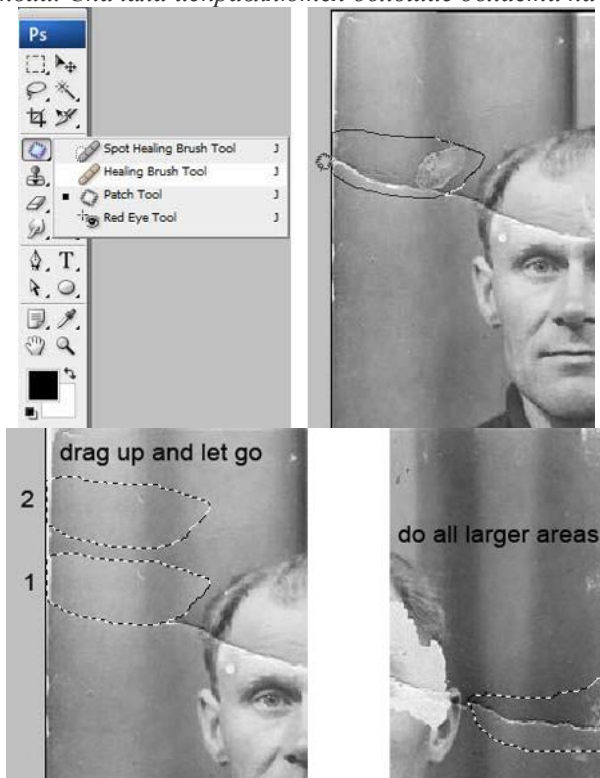 Ps
Spot Healing Brush Tool J
Healing Brush Tool J
Patch Tool J
Red Eye Tool J
drag up and let go
2
1
do all larger areas